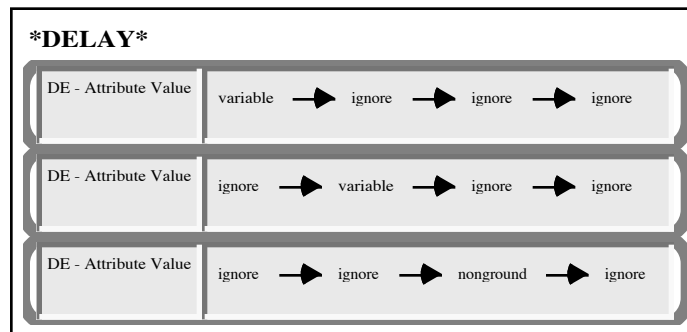 *DELAY*
DE - Attribute Value variable ignore ignore ignore
DE - Attribute Value ignore variable ignore ignore
DE - Attribute Value ignore ignore nonground ignore